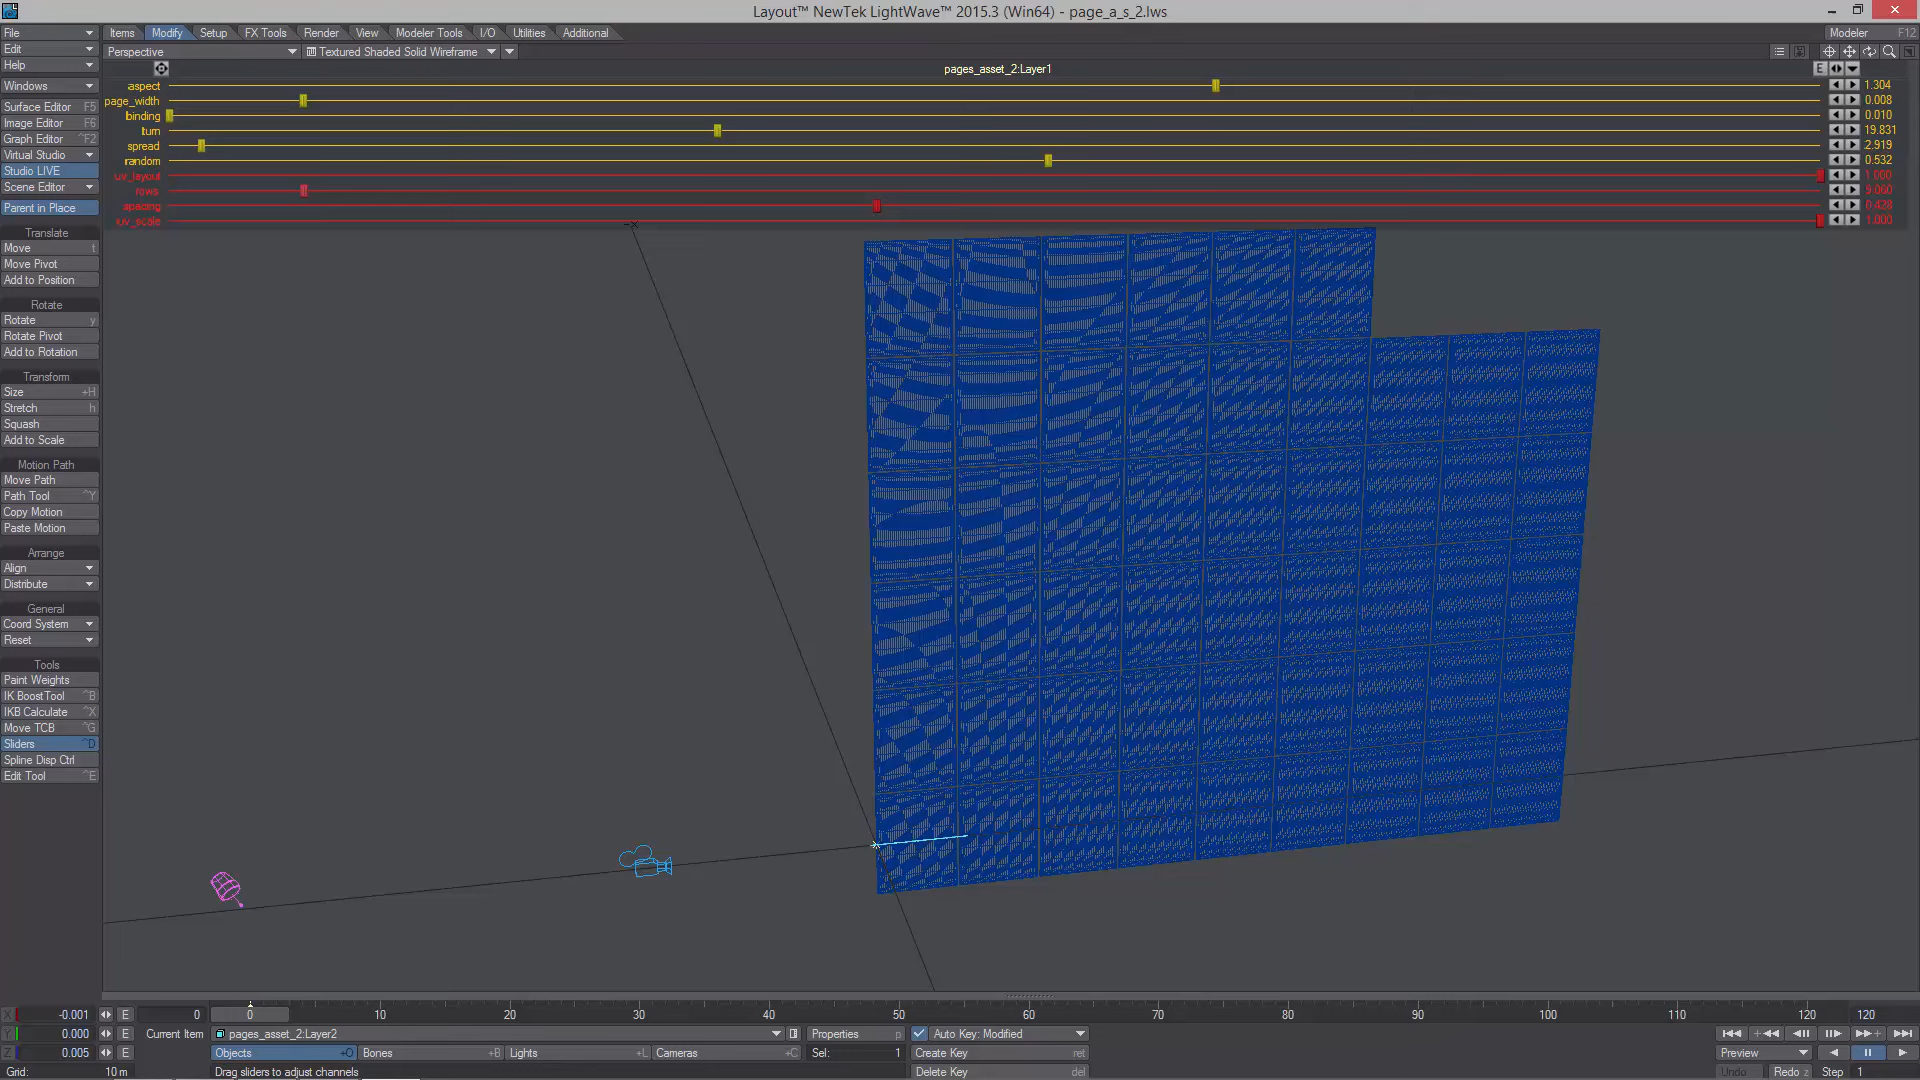 Layout™ NewTek LightWave™ 2015.3 (Win64) - page_a_s_2.lws
File
Items
Modify
Setup
FX Tools
Render
View
Modeler Tools
I/O
Utilities
Additional
Modeler F12
Edit
Perspective
Textured Shaded Solid Wireframe
Help
pages_asset_2:Layer1
E
Windows
aspect
1.304
page_width
0.008
Surface Editor F5
binding
0.010
Image Editor F6
turn
19.831
Graph Editor ^F2
spread
2.919
Virtual Studio
random
0.532
Studio LIVE
uv_layout
1.000
Scene Editor
rows
9.060
Parent in Place
spacing
0.428
uv_scale
1.000
Translate
Move t
Move Pivot
Add to Position
Rotate
Rotate y
Rotate Pivot
Add to Rotation
Transform
Size +H
Stretch h
Squash
Add to Scale
Motion Path
Move Path
Path Tool ^Y
Copy Motion
Paste Motion
Arrange
Align
Distribute
General
Coord System
Reset
Tools
Paint Weights
IK BoostTool ^B
IKB Calculate ^X
Move TCB ^G
Sliders ^D
Spline Disp Ctrl
Edit Tool ^E
X -0.001 E 0
0 10 20 30 40 50 60 70 80 90 100 110 120 120
Y 0.000 E
Current Item
pages_asset_2:Layer2
Properties p
Auto Key: Modified
Z 0.005 E
Objects +O
Bones +B
Lights +L
Cameras +C
Sel: 1
Create Key ret
Preview
Grid: 10 m
Drag sliders to adjust channels
Delete Key del
Undo
Redo z
Step 1